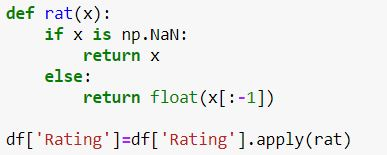 def rat(x):
    if x is np.NaN:
        return x
    else:
        return float(x[:-1])

df['Rating']=df['Rating'].apply(rat)